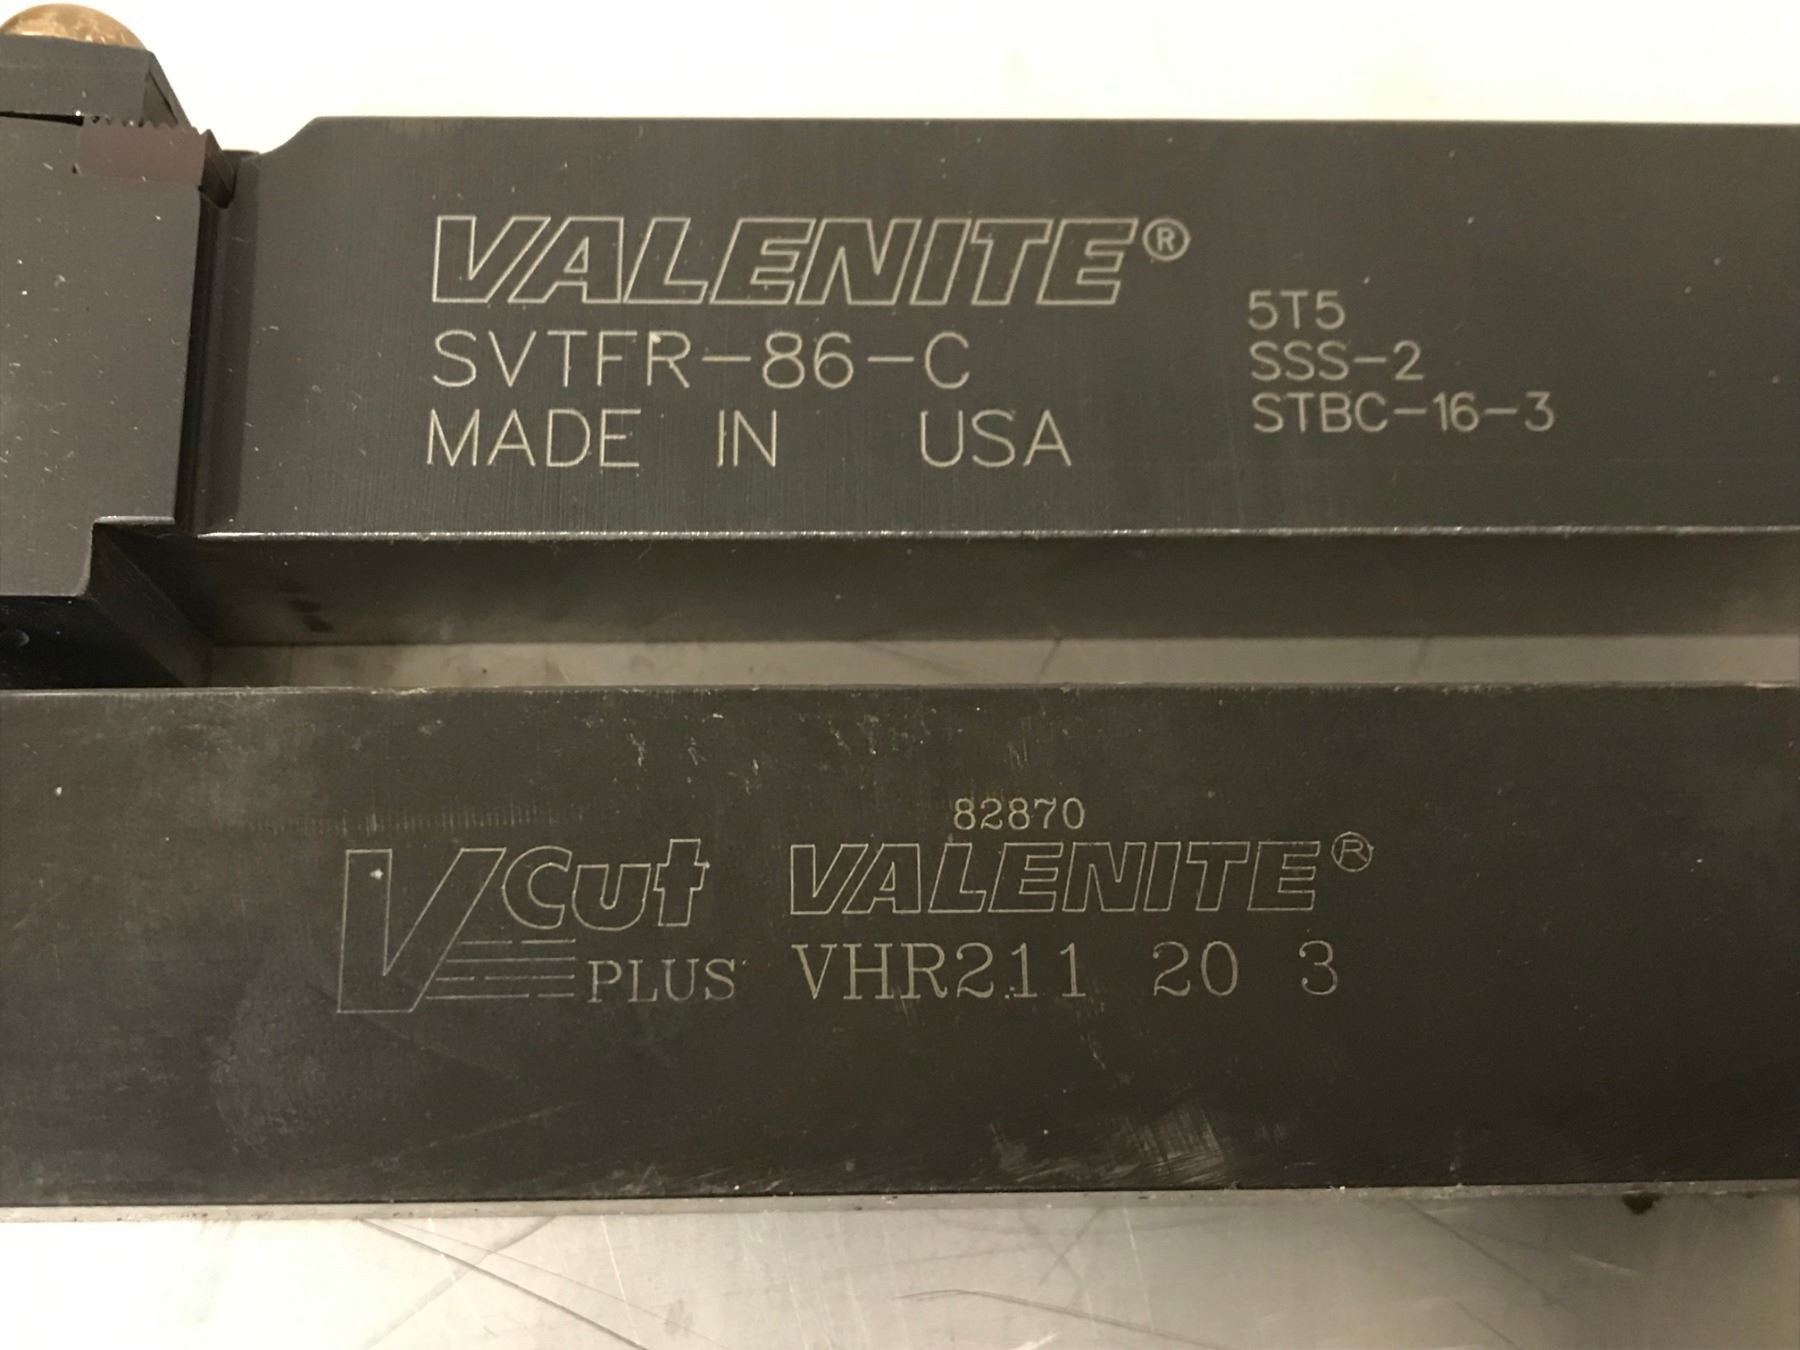 VALENITE®
SVTFR-86-C
MADE IN USA
5T5
SSS-2
STBC-16-3
82870
VCut PLUS
VALENITE®
VHR211 20 3